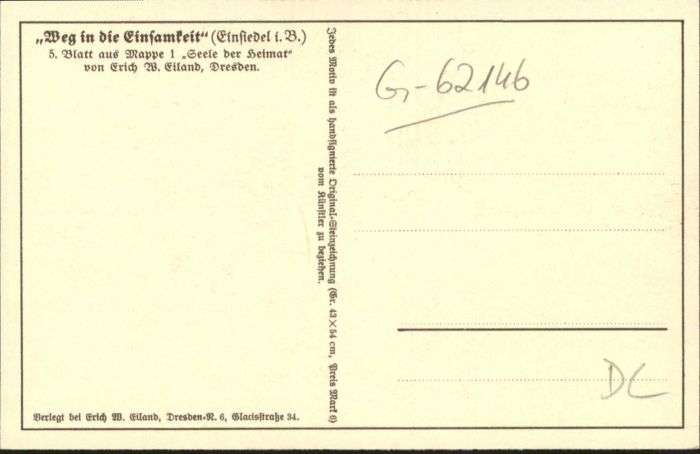 „Weg in die Einsamkeit“ (Einsiedel i. B.)
5. Blatt aus Mappe 1 „Seele der Heimat“
von Erich W. Eiland, Dresden.
Verlegt bei Erich W. Eiland, Dresden-N. 6, Glacisstraße 34.
Jedes Motiv ist als handsignierte Original-Steinzeichnung (Gr. 43 × 54 cm, Preis Mark 6)
vom Künstler zu beziehen.
G-62146
DC